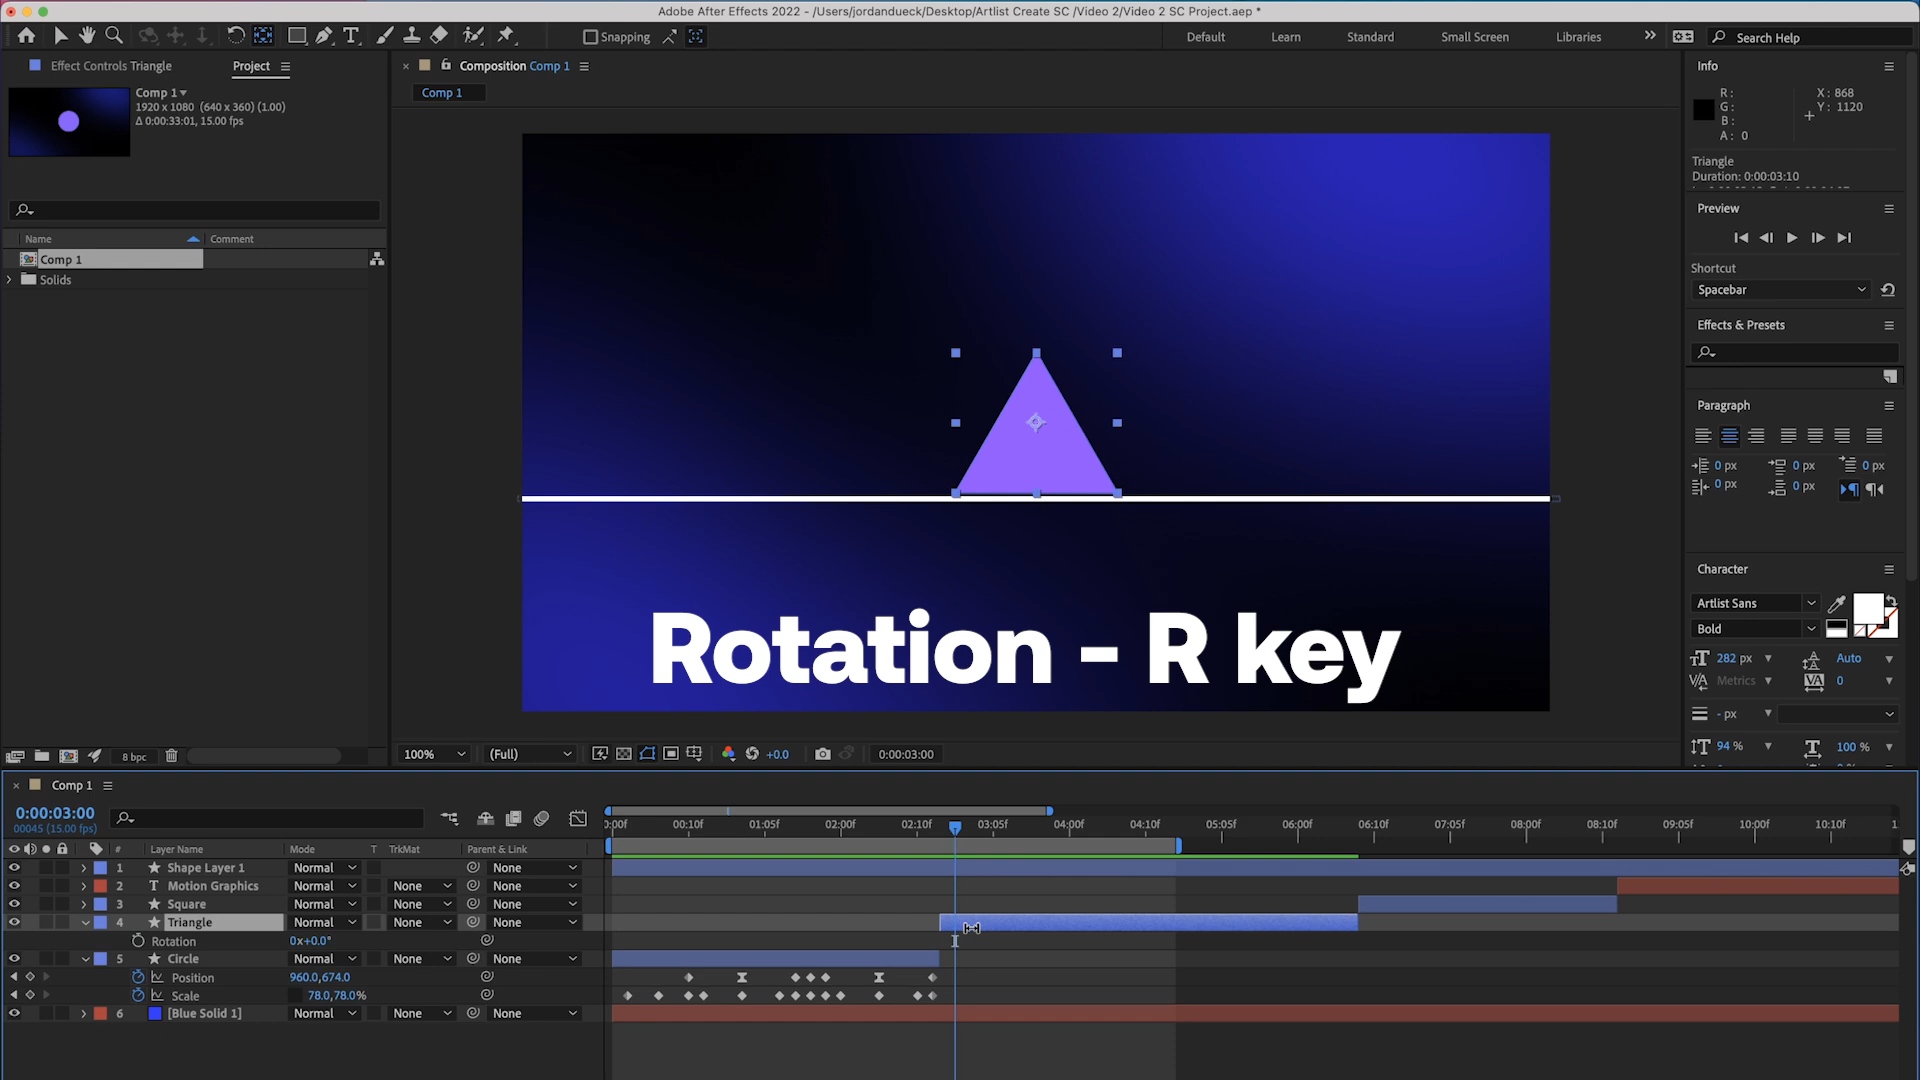 Adobe After Effects 2022 - /Users/jordandueck/Desktop/Artlist Create SC /Video 2/Video 2 SC Project.aep *
Snapping
Default
Learn
Standard
Small Screen
Libraries
Search Help
Effect Controls Triangle
Project
Comp 1
1920 x 1080 (640 x 360) (1.00)
Δ 0:00:33:01, 15.00 fps
Name
Comment
Comp 1
Solids
8 bpc
Composition Comp 1
Comp 1
Rotation - R key
100%
(Full)
+0.0
0:00:03:00
Info
R :
G :
B :
A : 0
X : 868
Y : 1120
Triangle
Duration: 0:00:03:10
Preview
Shortcut
Spacebar
Effects & Presets
Paragraph
0 px
0 px
0 px
0 px
0 px
Character
Artlist Sans
Bold
282 px
Auto
Metrics
0
- px
94 %
100 %
Comp 1
0:00:03:00
00045 (15.00 fps)
00:10f
01:05f
02:00f
02:10f
03:05f
04:00f
04:10f
05:05f
06:00f
06:10f
07:05f
08:00f
08:10f
09:05f
10:00f
10:10f
# Layer Name
Mode
T TrkMat
Parent & Link
1 Shape Layer 1 Normal None
2 T Motion Graphics Normal None None
3 Square Normal None None
4 Triangle Normal None None
Rotation 0x+0.0°
5 Circle Normal None None
Position 960.0,674.0
Scale 78.0,78.0%
6 [Blue Solid 1] Normal None None